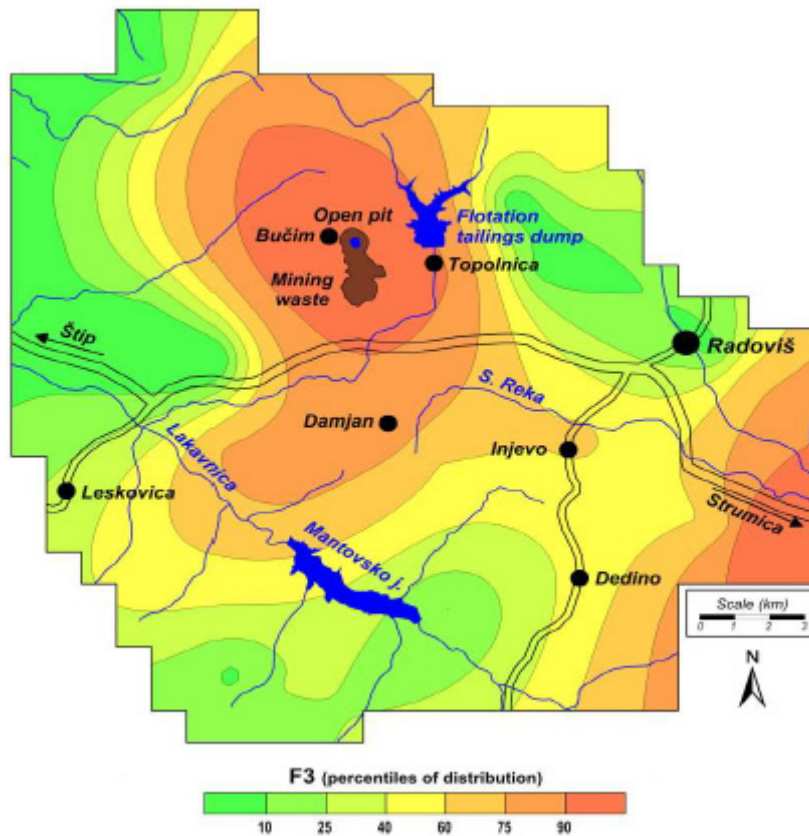 Open pit
Bučim
Flotation
tailings dump
Topolnica
Mining
waste
Štip
Radoviš
S. Reka
Damjan
Lakavnica
Injevo
Leskovica
Strumica
Mantovsko j.
Dedino
Scale (km)
0 1 2 3
N
F3 (percentiles of distribution)
10 25 40 60 75 90